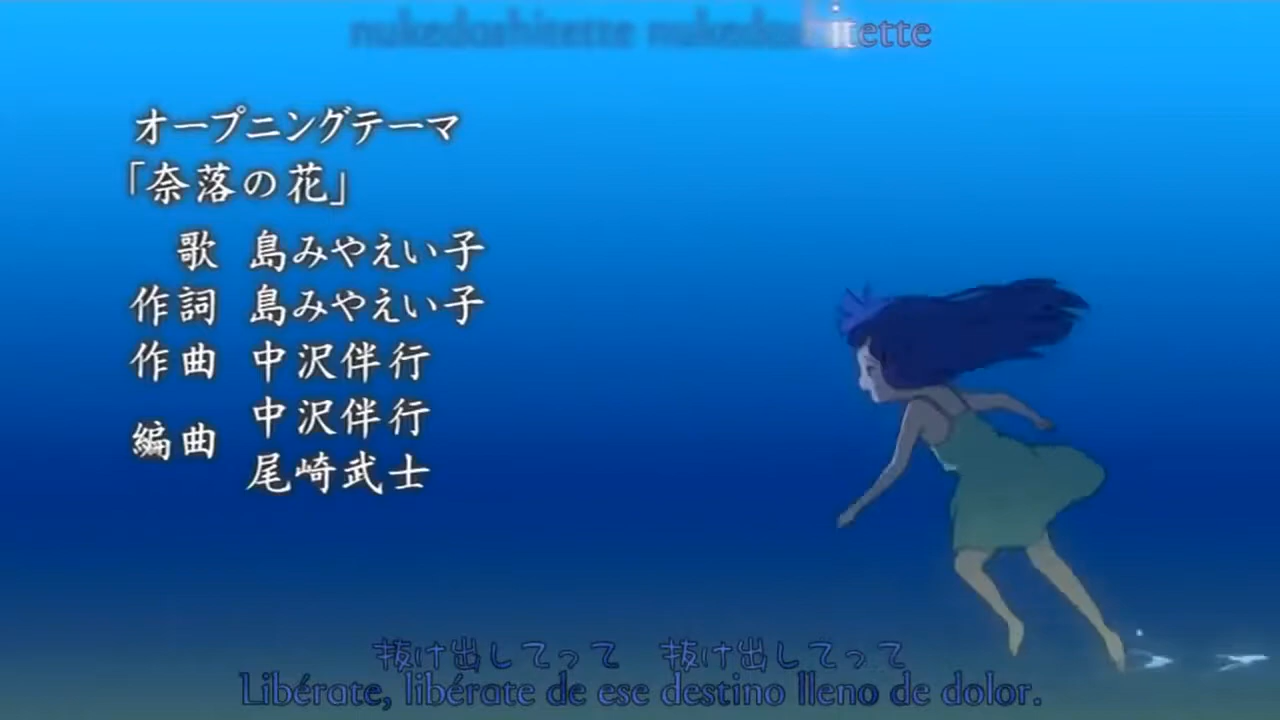 nukedashitette nukedashitette
オープニングテーマ
「奈落の花」
歌 島みやえい子
作詞 島みやえい子
作曲 中沢伴行
編曲 中沢伴行
尾崎武士
抜け出してって 抜け出してって
Libérate, libérate de ese destino lleno de dolor.